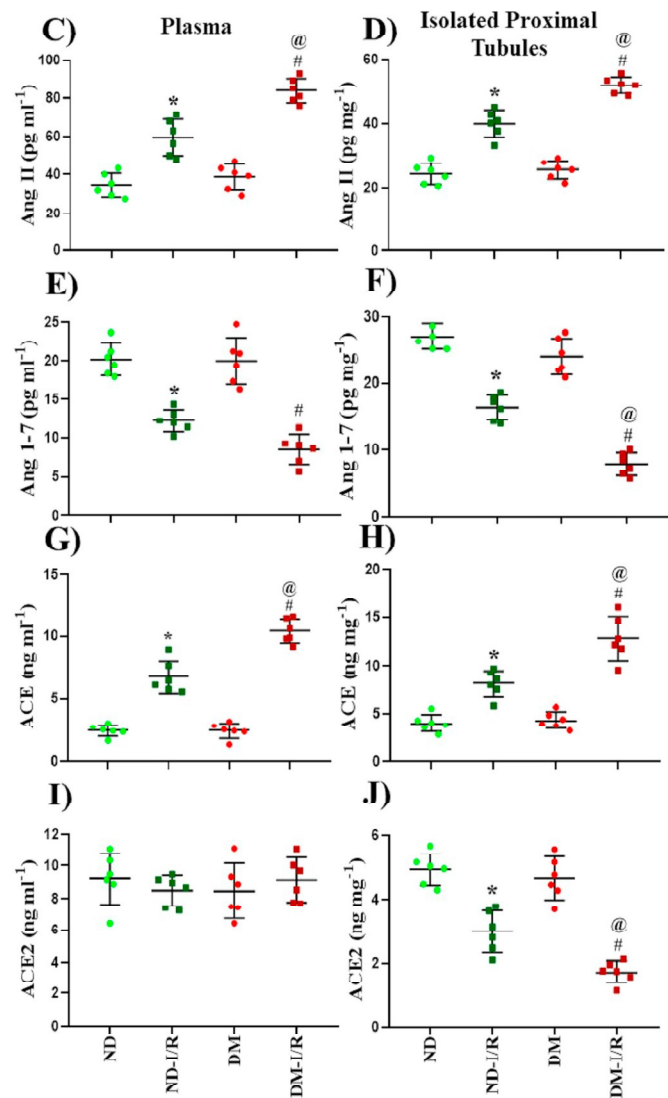 C)
Plasma
D)
Isolated Proximal
Tubules
Ang II (pg ml⁻¹)
100
80
60
40
20
0
*
@
#
Ang II (pg mg⁻¹)
60
40
20
0
*
@
#
E)
Ang 1-7 (pg ml⁻¹)
25
20
15
10
5
0
*
#
F)
Ang 1-7 (pg mg⁻¹)
30
20
10
0
*
@
#
G)
ACE (ng ml⁻¹)
15
10
5
0
*
@
#
H)
ACE (ng mg⁻¹)
20
15
10
5
0
*
@
#
I)
ACE2 (ng ml⁻¹)
12
10
8
6
4
2
0
ND
ND-I/R
DM
DM-I/R
J)
ACE2 (ng mg⁻¹)
6
4
2
0
*
@
#
ND
ND-I/R
DM
DM-I/R